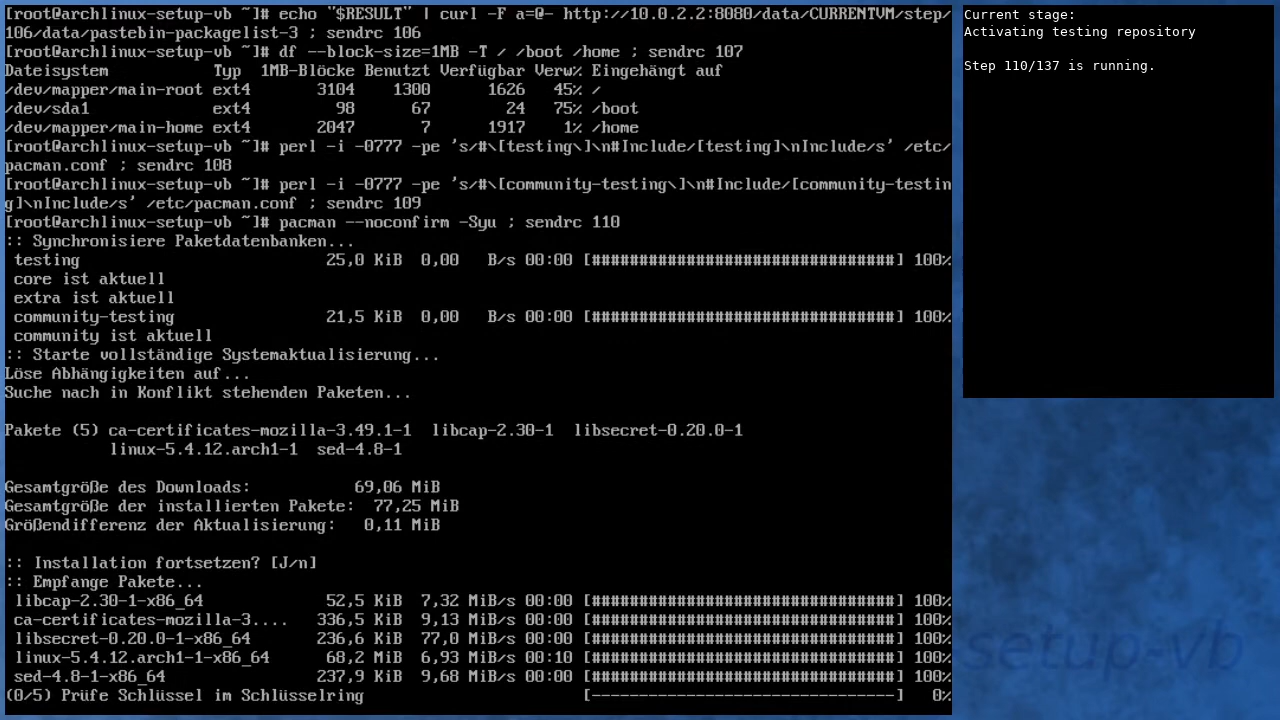 [root@archlinux-setup-vb ~]# echo "$RESULT" | curl -F a=@- http://10.0.2.2:8080/data/CURRENTVM/step/
106/data/pastebin-packagelist-3 ; sendrc 106
[root@archlinux-setup-vb ~]# df --block-size=1MB -T / /boot /home ; sendrc 107
Dateisystem           Typ  1MB-Blöcke Benutzt Verfügbar Verw% Eingehängt auf
/dev/mapper/main-root ext4       3104    1300      1626   45% /
/dev/sda1             ext4         98      67        24   75% /boot
/dev/mapper/main-home ext4       2047       7      1917    1% /home
[root@archlinux-setup-vb ~]# perl -i -0777 -pe 's/#\[testing\]\n#Include/[testing]\nInclude/s' /etc/
pacman.conf ; sendrc 108
[root@archlinux-setup-vb ~]# perl -i -0777 -pe 's/#\[community-testing\]\n#Include/[community-testin
g]\nInclude/s' /etc/pacman.conf ; sendrc 109
[root@archlinux-setup-vb ~]# pacman --noconfirm -Syu ; sendrc 110
:: Synchronisiere Paketdatenbanken...
 testing                          25,0 KiB  0,00   B/s 00:00 [################################] 100%
 core ist aktuell
 extra ist aktuell
 community-testing                21,5 KiB  0,00   B/s 00:00 [################################] 100%
 community ist aktuell
:: Starte vollständige Systemaktualisierung...
Löse Abhängigkeiten auf...
Suche nach in Konflikt stehenden Paketen...
Pakete (5) ca-certificates-mozilla-3.49.1-1  libcap-2.30-1  libsecret-0.20.0-1
           linux-5.4.12.arch1-1  sed-4.8-1
Gesamtgröße des Downloads:           69,06 MiB
Gesamtgröße der installierten Pakete:  77,25 MiB
Größendifferenz der Aktualisierung:   0,11 MiB
:: Installation fortsetzen? [J/n]
:: Empfange Pakete...
 libcap-2.30-1-x86_64             52,5 KiB  7,32 MiB/s 00:00 [################################] 100%
 ca-certificates-mozilla-3....   336,5 KiB  9,13 MiB/s 00:00 [################################] 100%
 libsecret-0.20.0-1-x86_64       236,6 KiB  77,0 MiB/s 00:00 [################################] 100%
 linux-5.4.12.arch1-1-x86_64      68,2 MiB  6,93 MiB/s 00:10 [################################] 100%
 sed-4.8-1-x86_64                237,9 KiB  9,68 MiB/s 00:00 [################################] 100%
(0/5) Prüfe Schlüssel im Schlüsselring                       [--------------------------------]   0%
Current stage:
Activating testing repository
Step 110/137 is running.
setup-vb